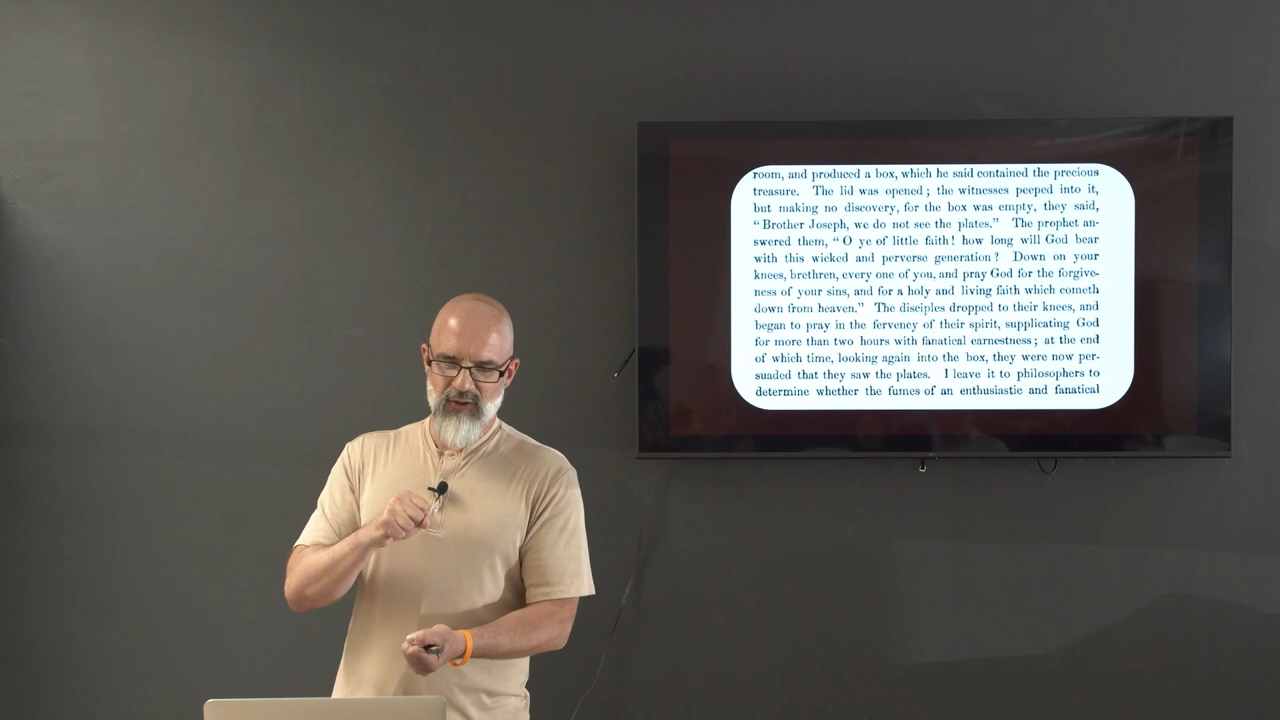 room, and produced a box, which he said contained the precious
treasure. The lid was opened ; the witnesses peeped into it,
but making no discovery, for the box was empty, they said,
“ Brother Joseph, we do not see the plates.” The prophet an-
swered them, “ O ye of little faith ! how long will God bear
with this wicked and perverse generation ? Down on your
knees, brethren, every one of you, and pray God for the forgive-
ness of your sins, and for a holy and living faith which cometh
down from heaven.” The disciples dropped to their knees, and
began to pray in the fervency of their spirit, supplicating God
for more than two hours with fanatical earnestness ; at the end
of which time, looking again into the box, they were now per-
suaded that they saw the plates. I leave it to philosophers to
determine whether the fumes of an enthusiastic and fanatical